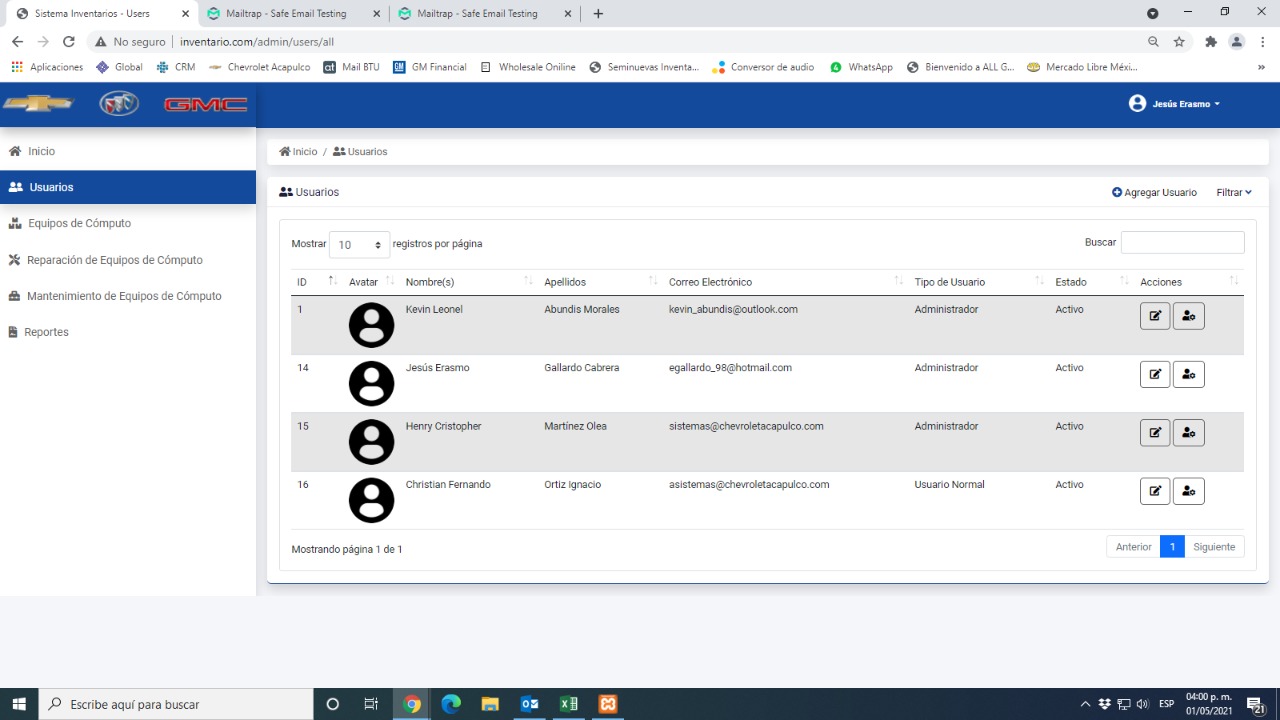 Sistema Inventarios - Users
Mailtrap - Safe Email Testing
Mailtrap - Safe Email Testing
No seguro
inventario.com/admin/users/all
Aplicaciones
Global
CRM
Chevrolet Acapulco
Mail BTU
GM Financial
Wholesale Online
Seminuevas Inventa...
Conversor de audio
WhatsApp
Bienvenido a ALL G...
Mercado Libre Méxi...
GMC
Jesús Erasmo
Inicio
Usuarios
Equipos de Cómputo
Reparación de Equipos de Cómputo
Mantenimiento de Equipos de Cómputo
Reportes
Inicio / Usuarios
Usuarios
Agregar Usuario
Filtrar
Mostrar 10 registros por página
Buscar
ID Avatar Nombre(s) Apellidos Correo Electrónico Tipo de Usuario Estado Acciones
1 Kevin Leonel Abundis Morales kevin_abundis@outlook.com Administrador Activo
14 Jesús Erasmo Gallardo Cabrera egallardo_98@hotmail.com Administrador Activo
15 Henry Cristopher Martínez Olea sistemas@chevroletacapulco.com Administrador Activo
16 Christian Fernando Ortiz Ignacio asistemas@chevroletacapulco.com Usuario Normal Activo
Mostrando página 1 de 1
Anterior 1 Siguiente
Escribe aquí para buscar
ESP
04:00 p. m.
01/05/2021
21